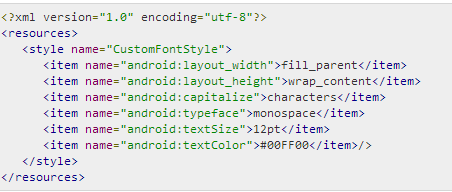 <?xml version="1.0" encoding="utf-8"?>
<resources>
   <style name="CustomFontStyle">
      <item name="android:layout_width">fill_parent</item>
      <item name="android:layout_height">wrap_content</item>
      <item name="android:capitalize">characters</item>
      <item name="android:typeface">monospace</item>
      <item name="android:textSize">12pt</item>
      <item name="android:textColor">#00FF00</item>/>
   </style>
</resources>